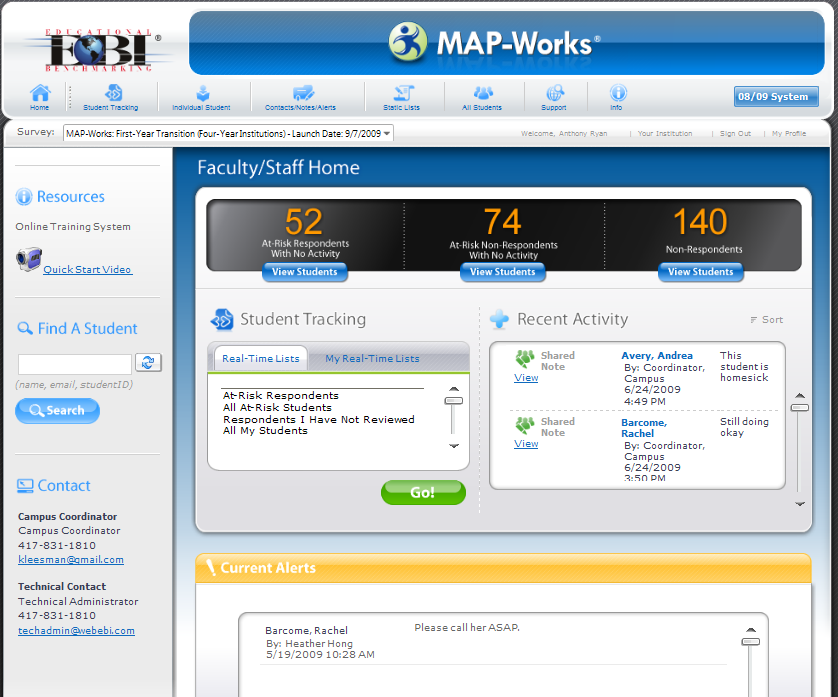 EDUCATIONAL
EBI®
BENCHMARKING
MAP-Works®
Home
Student Tracking
Individual Student
Contacts/Notes/Alerts
Static Lists
All Students
Support
Info
08/09 System
Survey:
MAP-Works: First-Year Transition (Four-Year Institutions) - Launch Date: 9/7/2009
Welcome, Anthony Ryan
| Your Institution
| Sign Out
| My Profile
Resources
Online Training System
Quick Start Video
Find A Student
(name, email, studentID)
Search
Contact
Campus Coordinator
Campus Coordinator
417-831-1810
kleesman@gmail.com
Technical Contact
Technical Administrator
417-831-1810
techadmin@webebi.com
Faculty/Staff Home
52
At-Risk Respondents
With No Activity
View Students
74
At-Risk Non-Respondents
With No Activity
View Students
140
Non-Respondents
View Students
Student Tracking
Real-Time Lists
My Real-Time Lists
At-Risk Respondents
All At-Risk Students
Respondents I Have Not Reviewed
All My Students
Go!
Recent Activity
Sort
Shared
Note
View
Avery, Andrea
By: Coordinator,
Campus
6/24/2009
4:49 PM
This
student is
homesick
Shared
Note
View
Barcome,
Rachel
By: Coordinator,
Campus
6/24/2009
3:50 PM
Still doing
okay
Current Alerts
Barcome, Rachel
By: Heather Hong
5/19/2009 10:28 AM
Please call her ASAP.